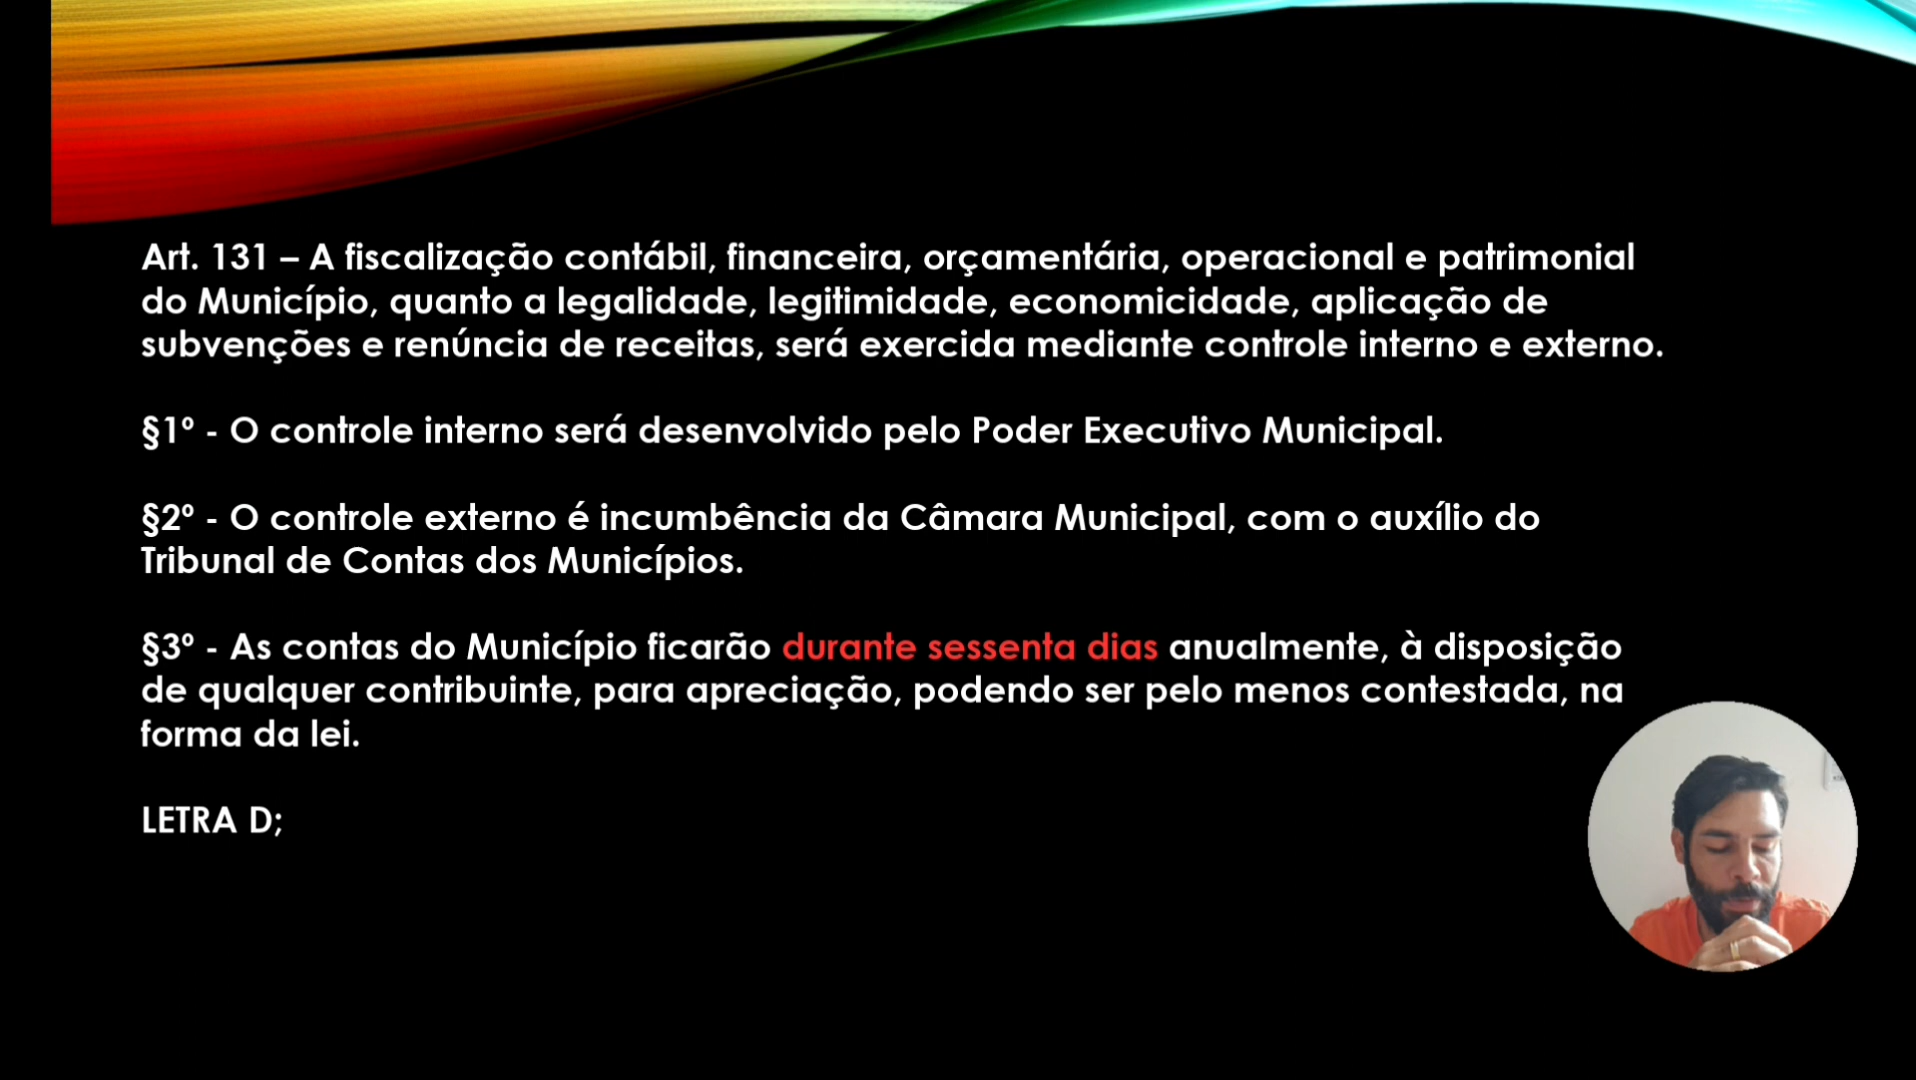 Art. 131 – A fiscalização contábil, financeira, orçamentária, operacional e patrimonial
do Município, quanto a legalidade, legitimidade, economicidade, aplicação de
subvenções e renúncia de receitas, será exercida mediante controle interno e externo.
§1º - O controle interno será desenvolvido pelo Poder Executivo Municipal.
§2º - O controle externo é incumbência da Câmara Municipal, com o auxílio do
Tribunal de Contas dos Municípios.
§3º - As contas do Município ficarão durante sessenta dias anualmente, à disposição
de qualquer contribuinte, para apreciação, podendo ser pelo menos contestada, na
forma da lei.
LETRA D;